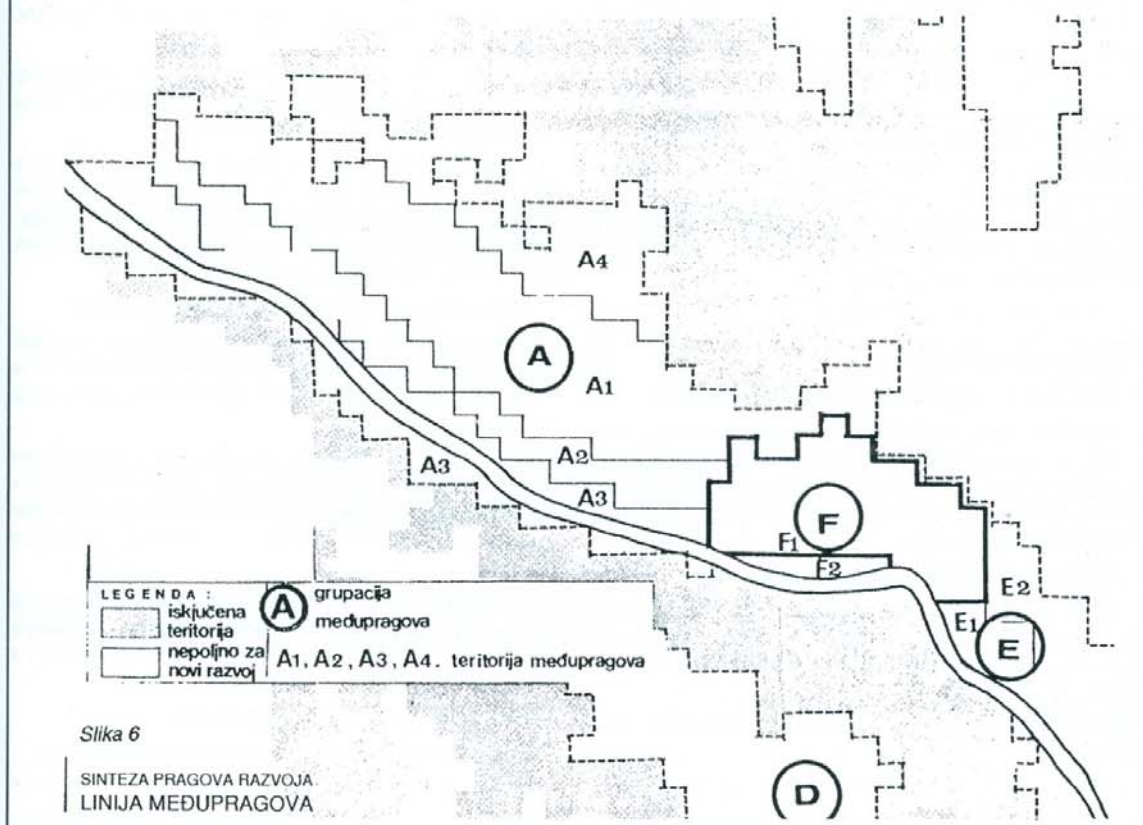 A4
A
A1
A2
A3
A3
F
F1
F2
E2
E1
E
D
LEGENDA :
iskjučena
teritorija
nepoljno za
novi razvoj
A
grupacija
međupragova
A1, A2, A3, A4. teritorija međupragova
Slika 6
SINTEZA PRAGOVA RAZVOJA
LINIJA MEĐUPRAGOVA